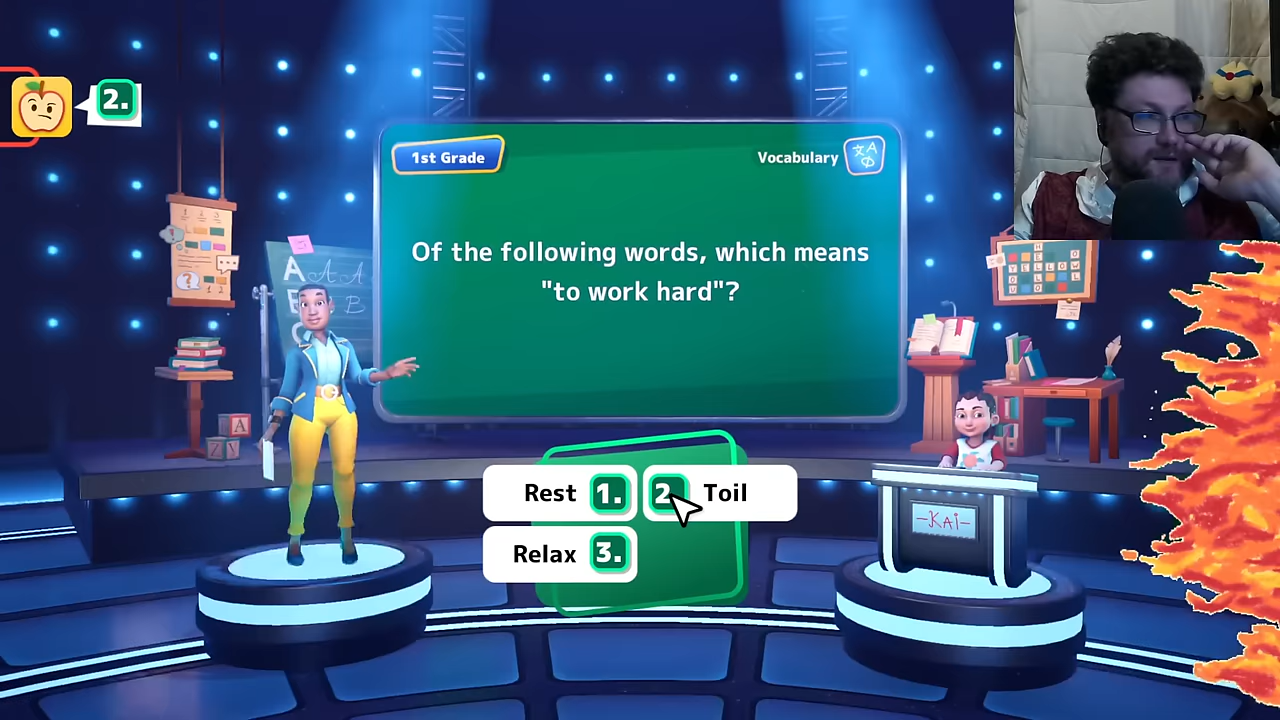 2.
1st Grade
Vocabulary
Of the following words, which means
"to work hard"?
Rest 1.
2. Toil
Relax 3.
-KAI-